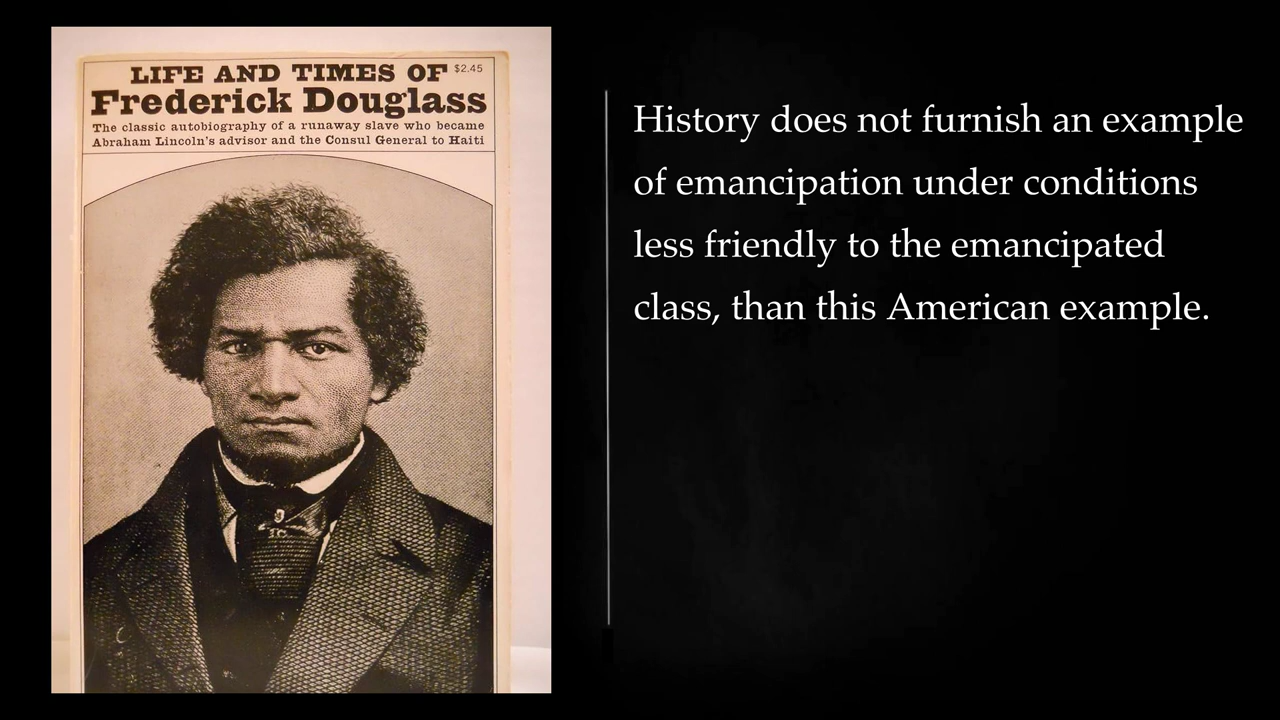 LIFE AND TIMES OF $2.45
Frederick Douglass
The classic autobiography of a runaway slave who became
Abraham Lincoln's advisor and the Consul General to Haiti
History does not furnish an example
of emancipation under conditions
less friendly to the emancipated
class, than this American example.